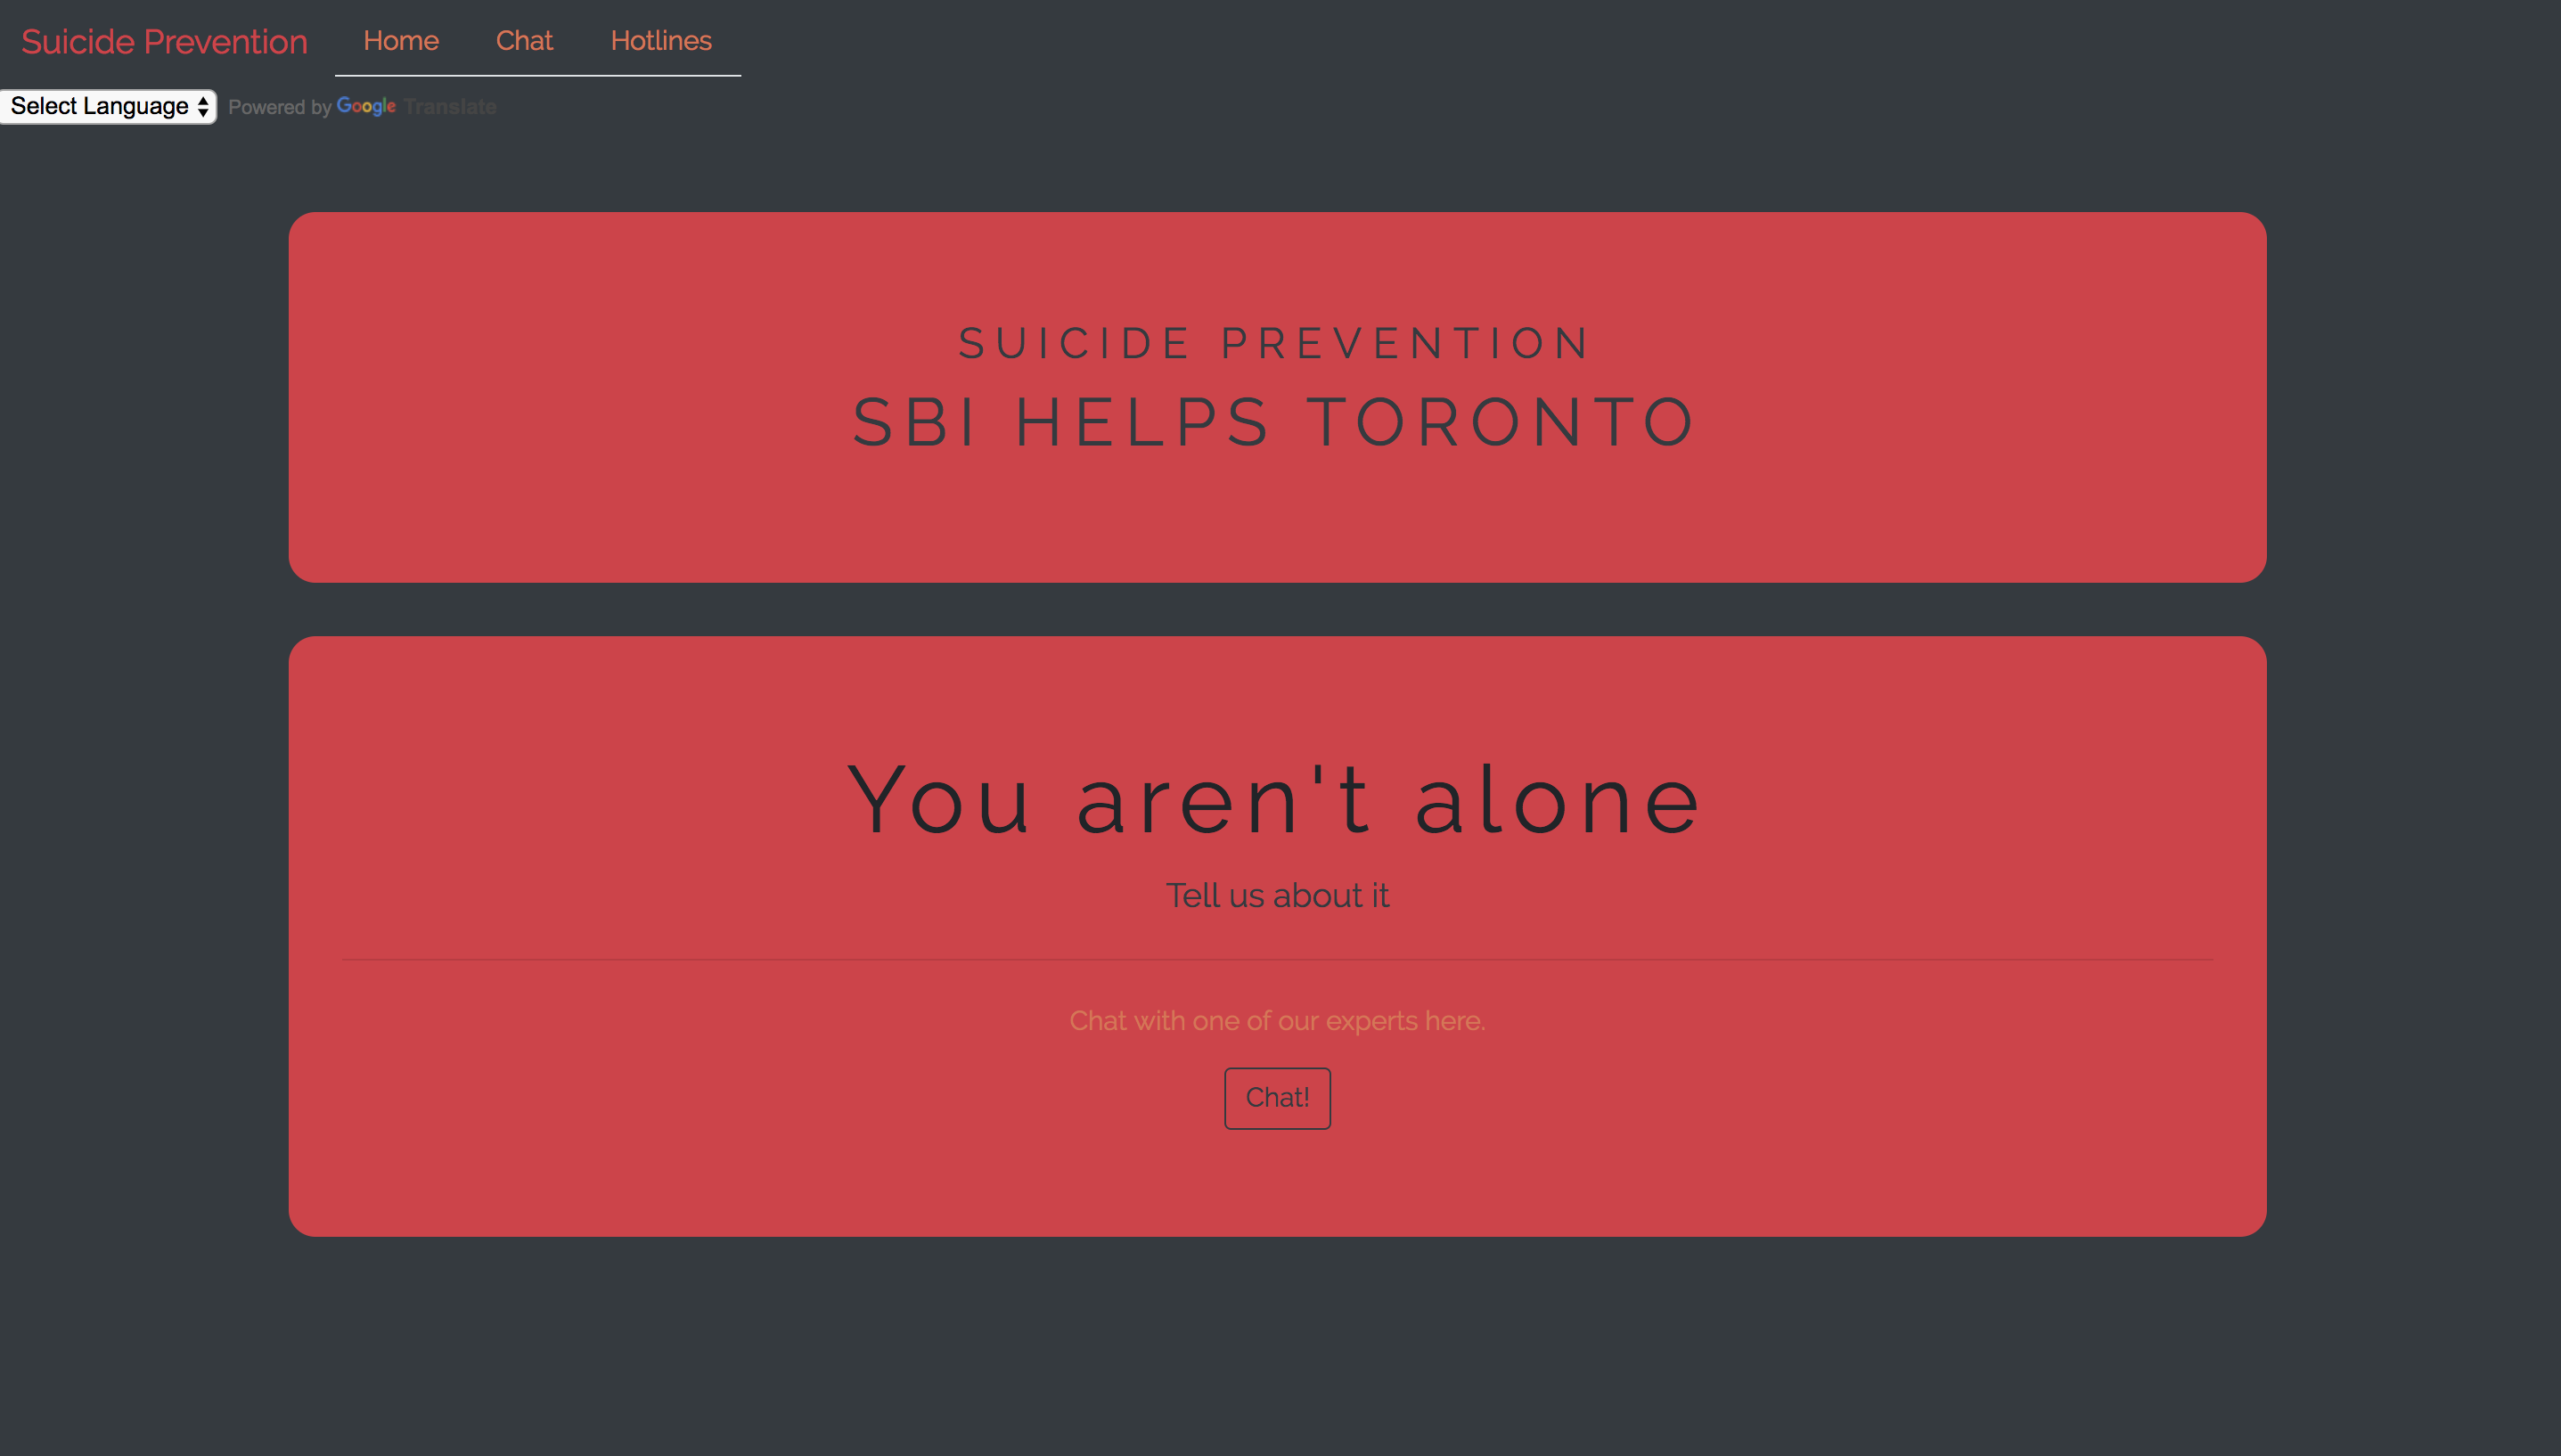 Suicide Prevention Home Chat Hotlines
Select Language Powered by Google Translate
SUICIDE PREVENTION
SBI HELPS TORONTO
You aren't alone
Tell us about it
Chat with one of our experts here.
Chat!